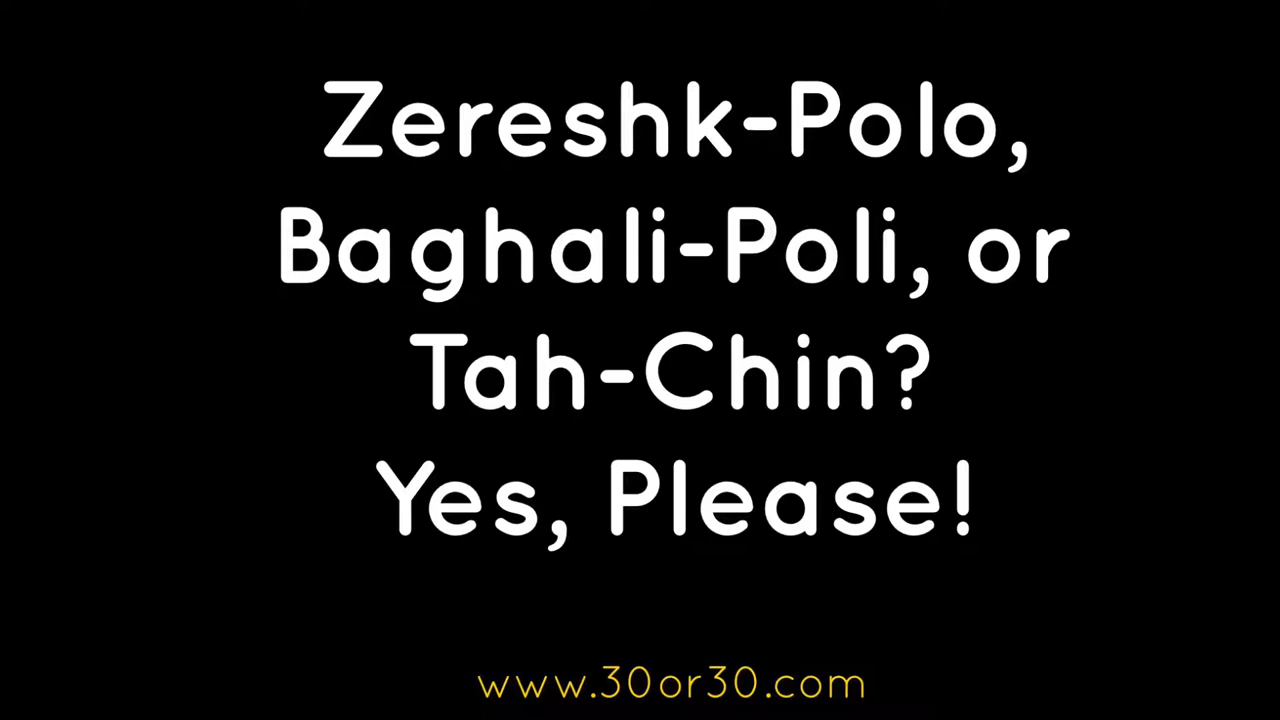 Zereshk-Polo,
Baghali-Poli, or
Tah-Chin?
Yes, Please!
www.30or30.com